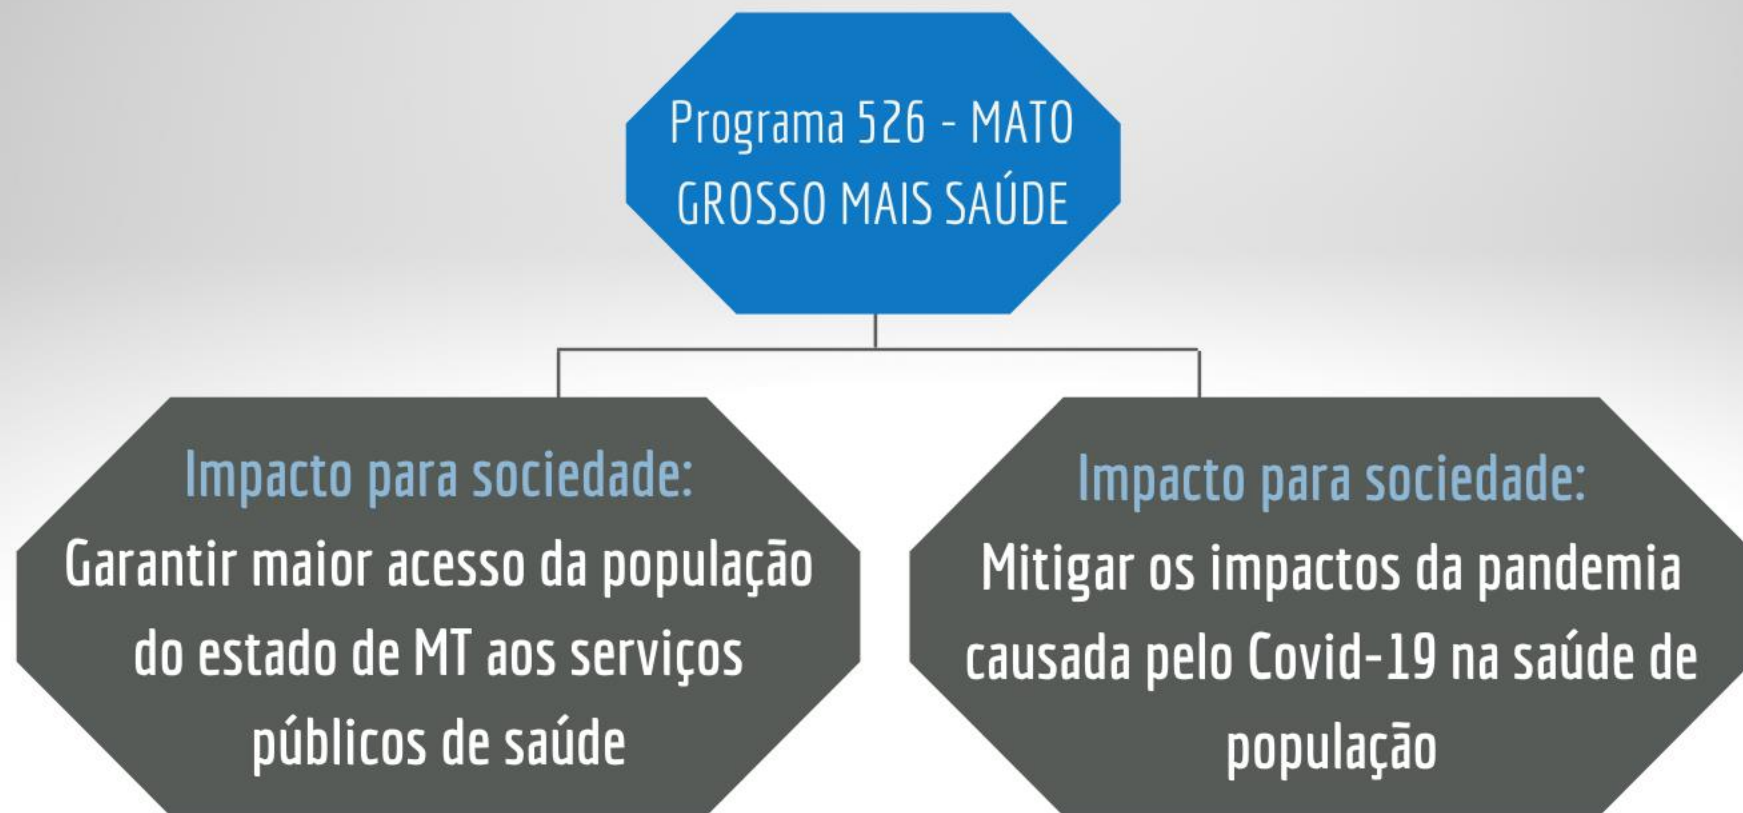 Programa 526 - MATO
GROSSO MAIS SAÚDE
Impacto para sociedade:
Garantir maior acesso da população
do estado de MT aos serviços
públicos de saúde
Impacto para sociedade:
Mitigar os impactos da pandemia
causada pelo Covid-19 na saúde de
população